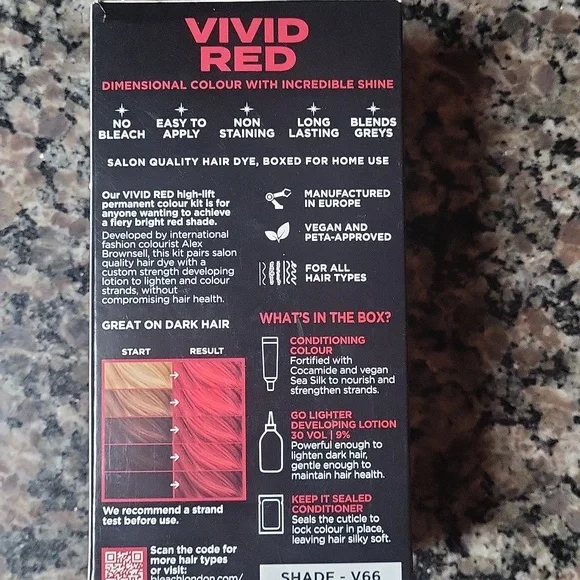 VIVID
RED
DIMENSIONAL COLOUR WITH INCREDIBLE SHINE
NO
BLEACH
EASY TO
APPLY
NON
STAINING
LONG
LASTING
BLENDS
GREYS
SALON QUALITY HAIR DYE, BOXED FOR HOME USE
Our VIVID RED high-lift
permanent colour kit is for
anyone wanting to achieve
a fiery bright red shade.
Developed by international
fashion colourist Alex
Brownsell, this kit pairs salon
quality hair dye with a
custom strength developing
lotion to lighten and colour
strands, without
compromising hair health.
MANUFACTURED
IN EUROPE
VEGAN AND
PETA-APPROVED
FOR ALL
HAIR TYPES
GREAT ON DARK HAIR
START RESULT
We recommend a strand
test before use.
Scan the code for
more hair types
or visit:
bleachlondon.com/
WHAT'S IN THE BOX?
CONDITIONING
COLOUR
Fortified with
Cocamide and vegan
Sea Silk to nourish and
strengthen strands.
GO LIGHTER
DEVELOPING LOTION
30 VOL | 9%
Powerful enough to
lighten dark hair,
gentle enough to
maintain hair health.
KEEP IT SEALED
CONDITIONER
Seals the cuticle to
lock colour in place,
leaving hair silky soft.
SHADE - V66